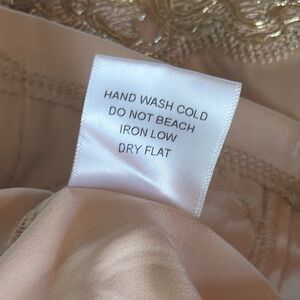 HAND WASH COLD
DO NOT BEACH
IRON LOW
DRY FLAT